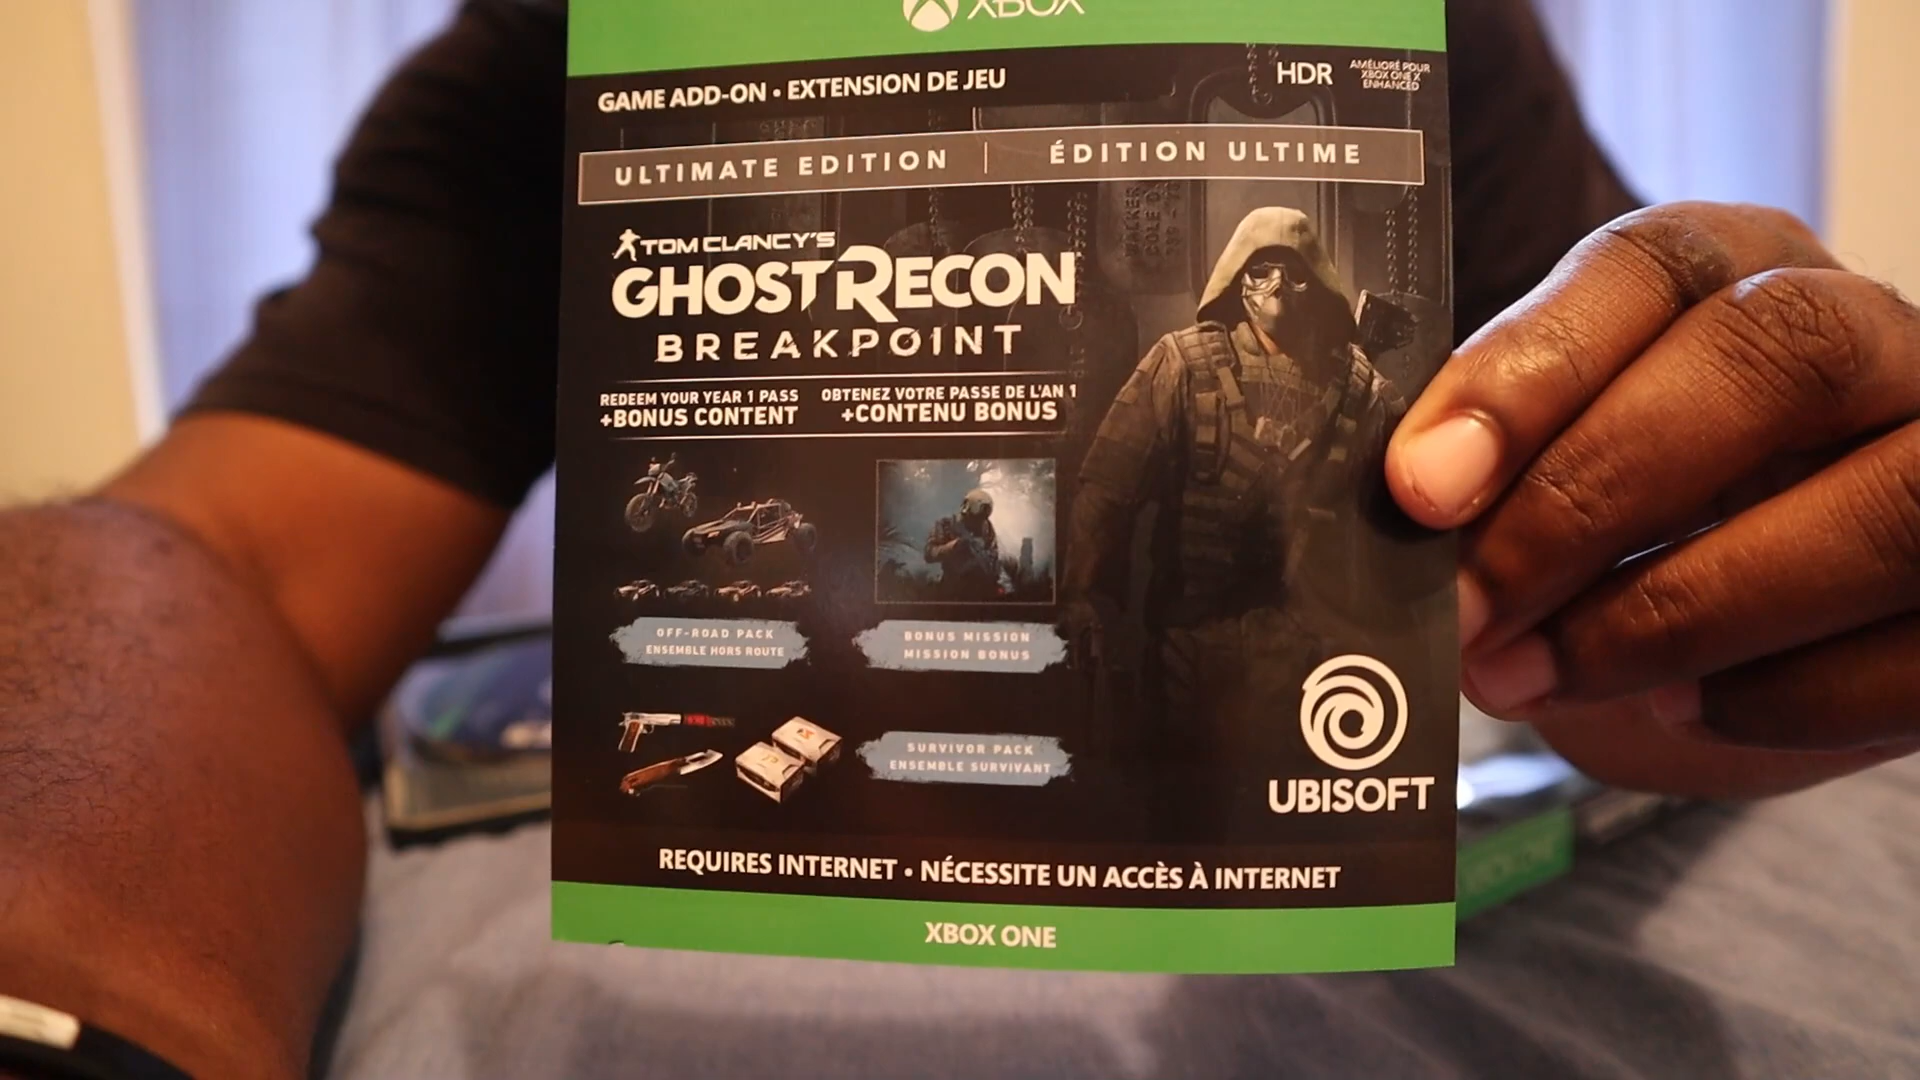 XBOX
GAME ADD-ON • EXTENSION DE JEU
HDR
AMÉLIORÉ POUR
XBOX ONE X
ENHANCED
ULTIMATE EDITION | ÉDITION ULTIME
WALKER
COLE D.
TOM CLANCY'S
GHOST RECON
BREAKPOINT
REDEEM YOUR YEAR 1 PASS
+BONUS CONTENT
OBTENEZ VOTRE PASSE DE L'AN 1
+CONTENU BONUS
OFF-ROAD PACK
ENSEMBLE HORS ROUTE
BONUS MISSION
MISSION BONUS
SURVIVOR PACK
ENSEMBLE SURVIVANT
UBISOFT
REQUIRES INTERNET • NÉCESSITE UN ACCÈS À INTERNET
XBOX ONE